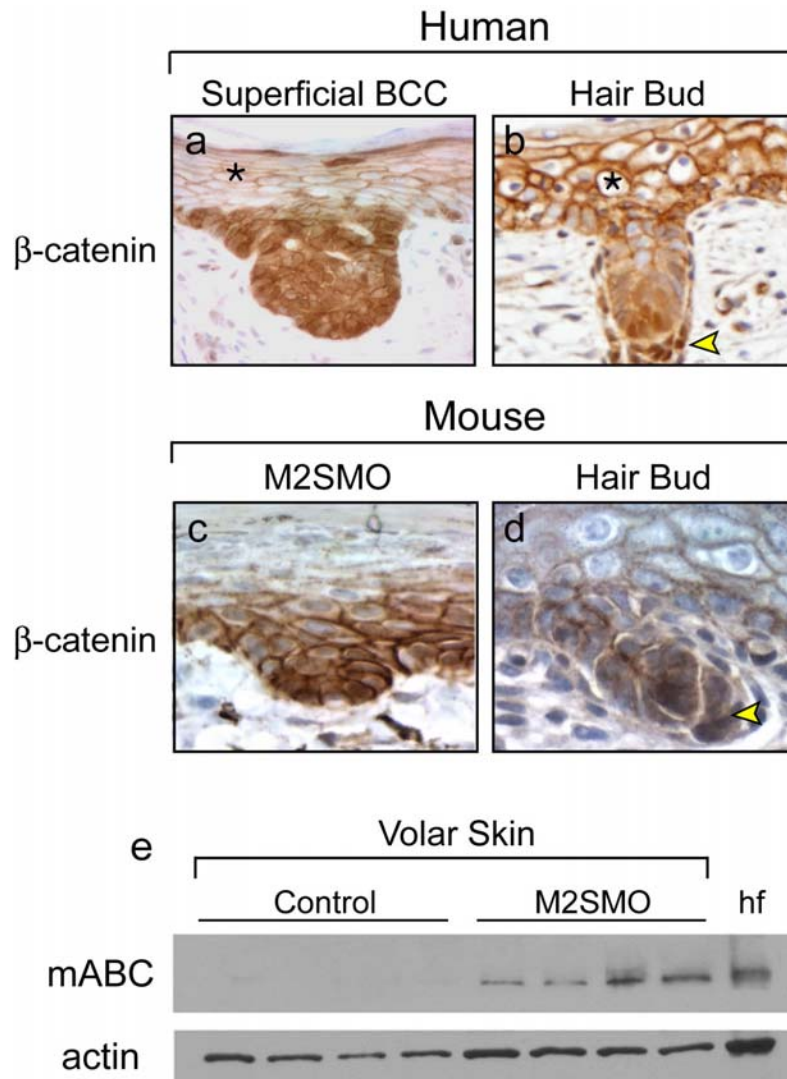 Human
Superficial BCC Hair Bud
a * b *
β-catenin
Mouse
M2SMO Hair Bud
c d
β-catenin
e Volar Skin
Control M2SMO hf
mABC
actin